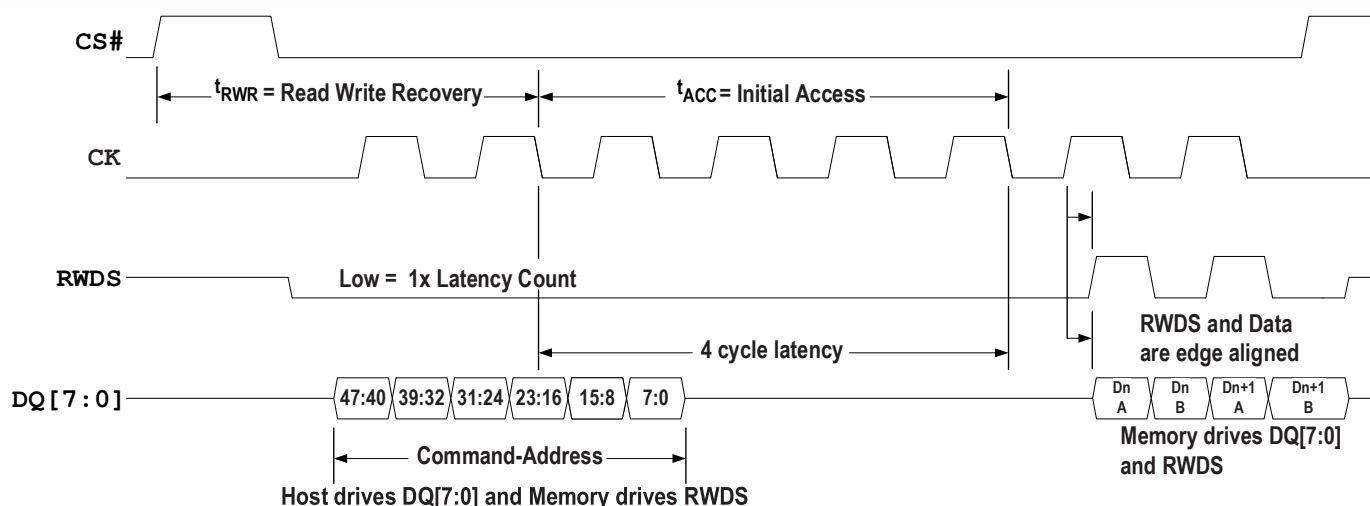 CS#
tRWR = Read Write Recovery
tACC = Initial Access
CK
RWDS
Low = 1x Latency Count
RWDS and Data
are edge aligned
4 cycle latency
DQ[7:0]
47:40 39:32 31:24 23:16 15:8 7:0
Dn A
Dn B
Dn+1 A
Dn+1 B
Command-Address
Memory drives DQ[7:0]
and RWDS
Host drives DQ[7:0] and Memory drives RWDS